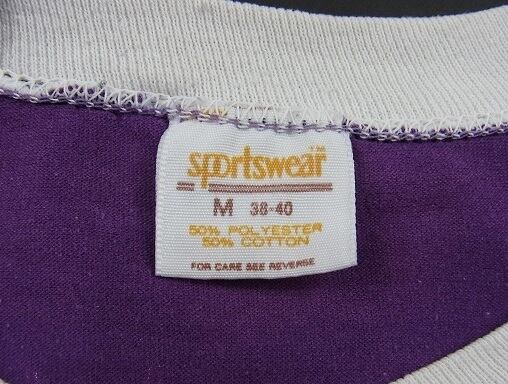 sportswear™
M 38-40
50% POLYESTER
50% COTTON
FOR CARE SEE REVERSE